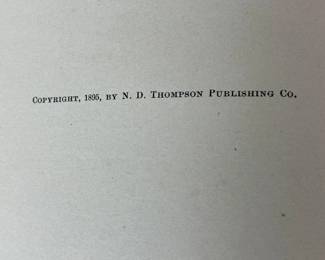 Copyright, 1895, by N. D. Thompson Publishing Co.